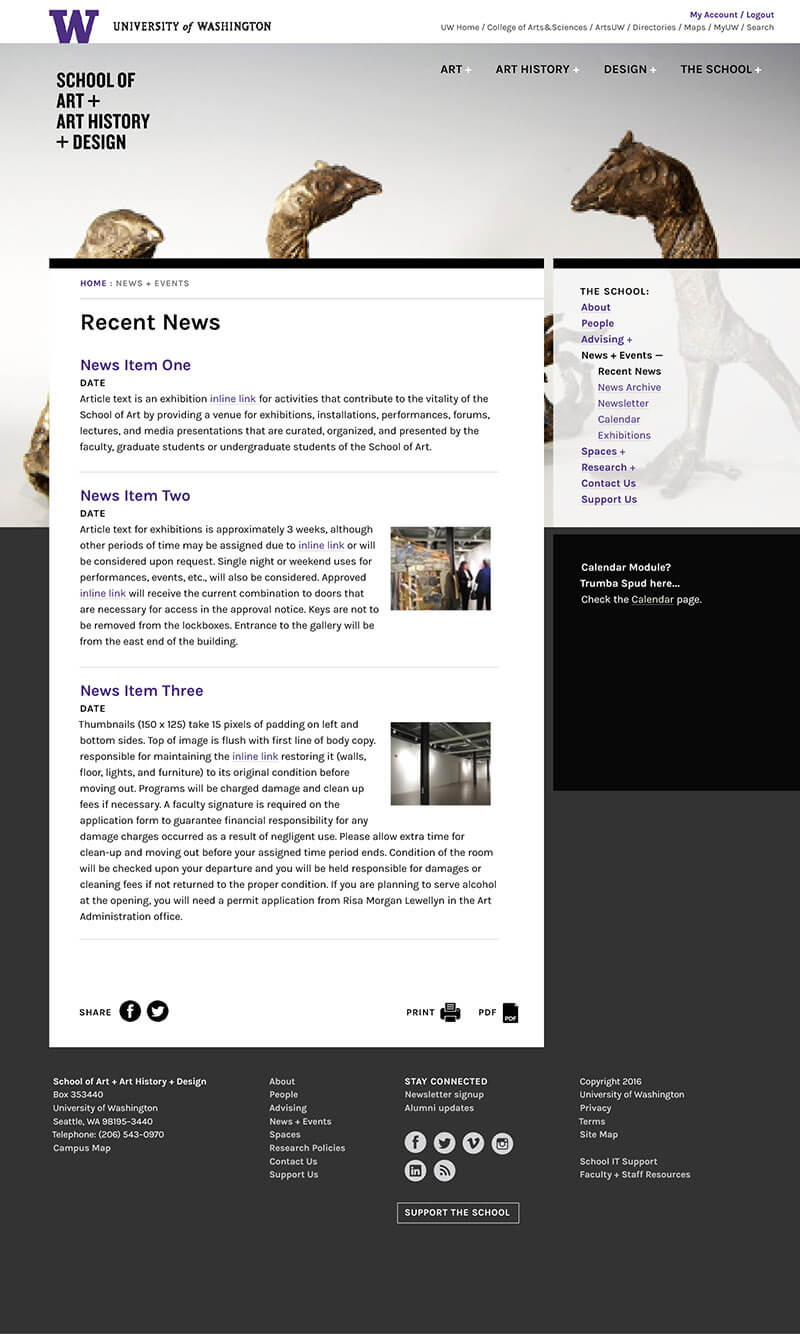 W UNIVERSITY of WASHINGTON
My Account / Logout
UW Home / College of Arts&Sciences / ArtsUW / Directories / Maps / MyUW / Search
SCHOOL OF
ART +
ART HISTORY
+ DESIGN
ART + ART HISTORY + DESIGN + THE SCHOOL +
HOME : NEWS + EVENTS
Recent News
News Item One
DATE
Article text is an exhibition inline link for activities that contribute to the vitality of the
School of Art by providing a venue for exhibitions, installations, performances, forums,
lectures, and media presentations that are curated, organized, and presented by the
faculty, graduate students or undergraduate students of the School of Art.
News Item Two
DATE
Article text for exhibitions is approximately 3 weeks, although
other periods of time may be assigned due to inline link or will
be considered upon request. Single night or weekend uses for
performances, events, etc., will also be considered. Approved
inline link will receive the current combination to doors that
are necessary for access in the approval notice. Keys are not to
be removed from the lockboxes. Entrance to the gallery will be
from the east end of the building.
News Item Three
DATE
Thumbnails (150 x 125) take 15 pixels of padding on left and
bottom sides. Top of image is flush with first line of body copy.
responsible for maintaining the inline link restoring it (walls,
floor, lights, and furniture) to its original condition before
moving out. Programs will be charged damage and clean up
fees if necessary. A faculty signature is required on the
application form to guarantee financial responsibility for any
damage charges occurred as a result of negligent use. Please allow extra time for
clean-up and moving out before your assigned time period ends. Condition of the room
will be checked upon your departure and you will be held responsible for damages or
cleaning fees if not returned to the proper condition. If you are planning to serve alcohol
at the opening, you will need a permit application from Risa Morgan Lewellyn in the Art
Administration office.
SHARE
PRINT PDF PDF
THE SCHOOL:
About
People
Advising +
News + Events —
Recent News
News Archive
Newsletter
Calendar
Exhibitions
Spaces +
Research +
Contact Us
Support Us
Calendar Module?
Trumba Spud here...
Check the Calendar page.
School of Art + Art History + Design
Box 353440
University of Washington
Seattle, WA 98195-3440
Telephone: (206) 543-0970
Campus Map
About
People
Advising
News + Events
Spaces
Research Policies
Contact Us
Support Us
STAY CONNECTED
Newsletter signup
Alumni updates
SUPPORT THE SCHOOL
Copyright 2016
University of Washington
Privacy
Terms
Site Map
School IT Support
Faculty + Staff Resources